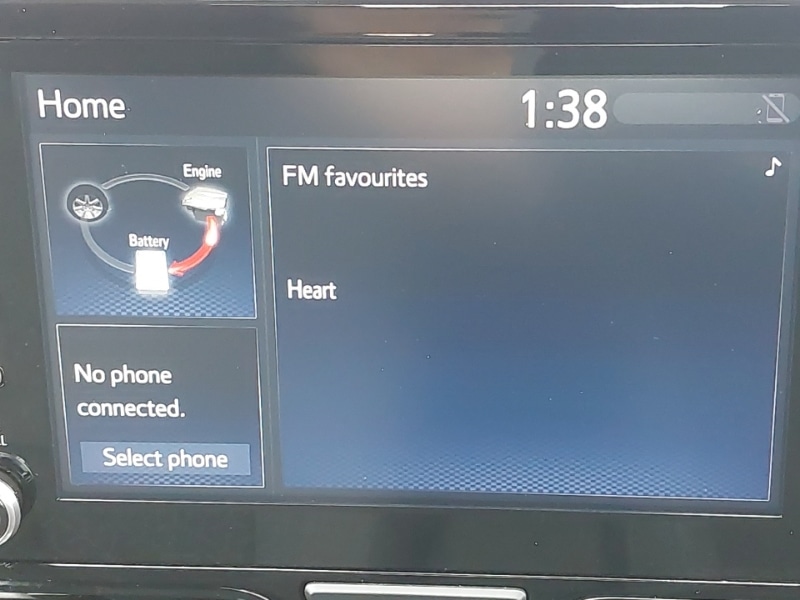 Home
1:38
Engine
Battery
FM favourites
Heart
No phone
connected.
Select phone